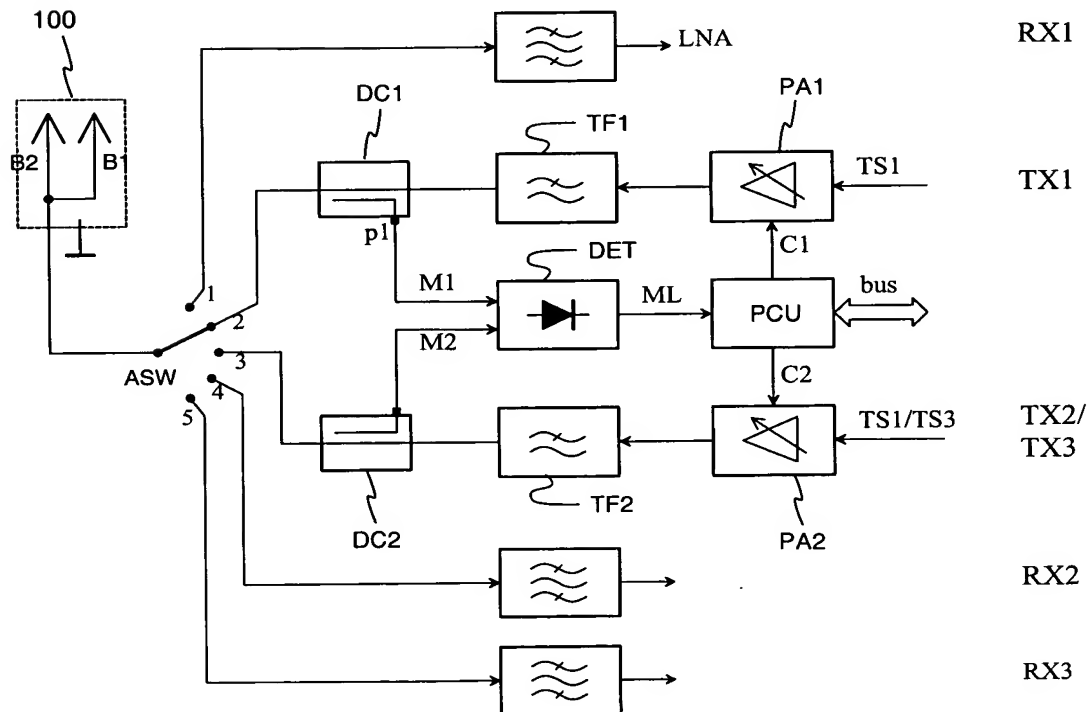 100
RX1
LNA
DC1
PA1
TF1
B2
B1
TS1
TX1
p1
C1
DET
M1
ML
bus
1
PCU
2
M2
3
ASW
4
C2
5
TS1/TS3
TX2/
TX3
TF2
DC2
PA2
RX2
RX3